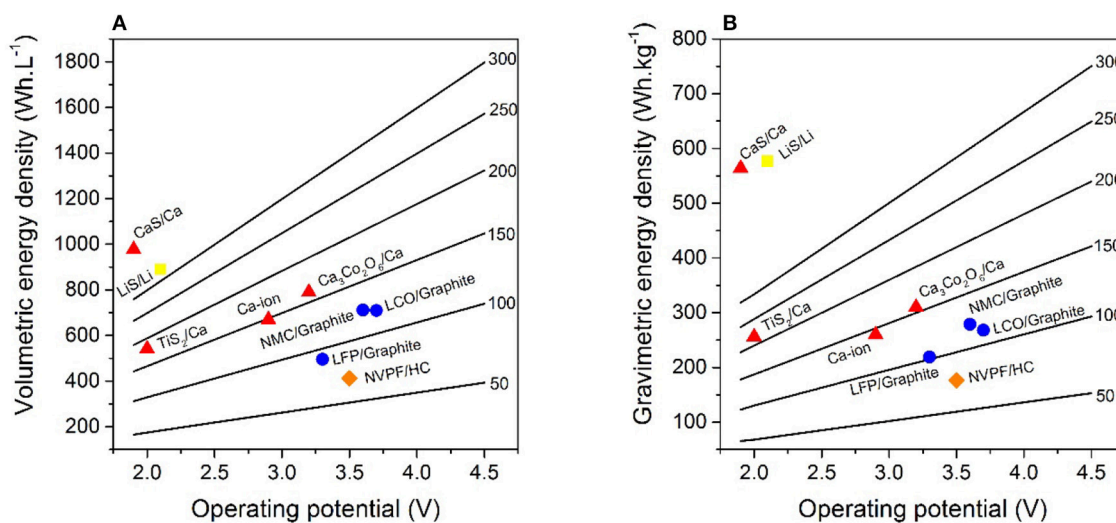 A
Volumetric energy density (Wh.L⁻¹)
1800
1600
1400
1200
1000
800
600
400
200
300
250
200
150
100
50
CaS/Ca
LiS/Li
TiS₂/Ca
Ca-ion
Ca₃Co₂O₆/Ca
NMC/Graphite
LCO/Graphite
LFP/Graphite
NVPF/HC
2.0 2.5 3.0 3.5 4.0 4.5
Operating potential (V)
B
Gravimetric energy density (Wh.kg⁻¹)
800
700
600
500
400
300
200
100
300
250
200
150
100
50
CaS/Ca
LiS/Li
TiS₂/Ca
Ca-ion
Ca₃Co₂O₆/Ca
NMC/Graphite
LCO/Graphite
LFP/Graphite
NVPF/HC
2.0 2.5 3.0 3.5 4.0 4.5
Operating potential (V)